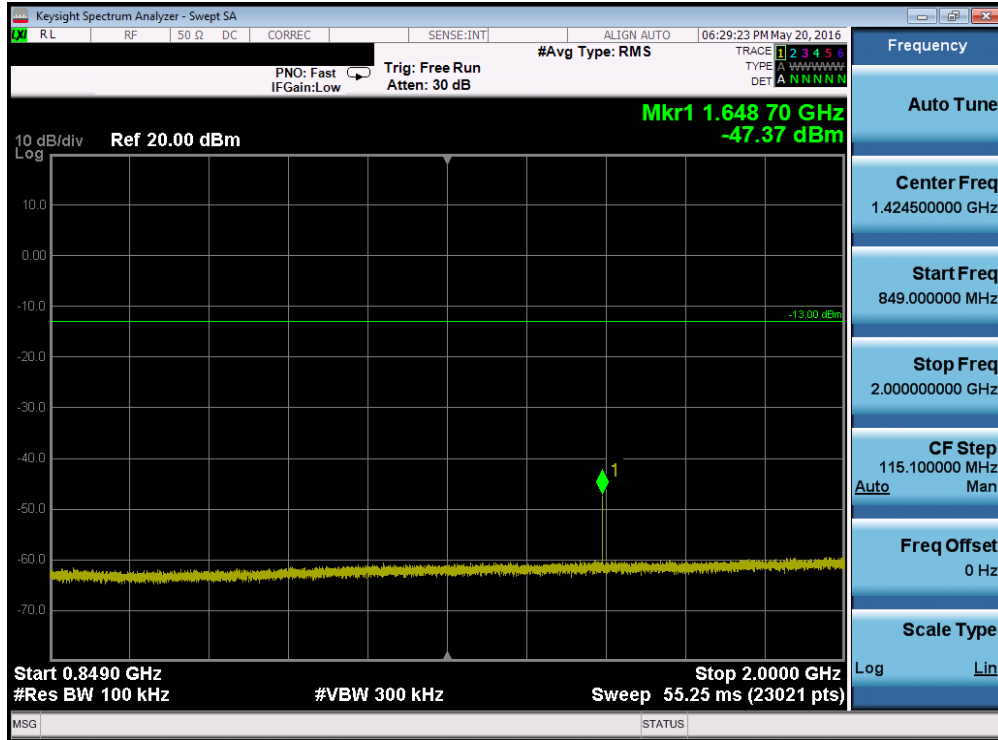 Keysight Spectrum Analyzer - Swept SA
LXI RL RF 50 Ω DC CORREC SENSE:INT ALIGN AUTO 06:29:23 PM May 20, 2016
#Avg Type: RMS TRACE 1 2 3 4 5 6
PNO: Fast Trig: Free Run TYPE A WWWWW
IFGain:Low Atten: 30 dB DET A N N N N N
Mkr1 1.648 70 GHz
-47.37 dBm
10 dB/div Ref 20.00 dBm
Log
10.0
0.00
-10.0
-13.00 dBm
-20.0
-30.0
-40.0
1
-50.0
-60.0
-70.0
Start 0.8490 GHz Stop 2.0000 GHz
#Res BW 100 kHz #VBW 300 kHz Sweep 55.25 ms (23021 pts)
MSG STATUS
Frequency
Auto Tune
Center Freq
1.424500000 GHz
Start Freq
849.000000 MHz
Stop Freq
2.000000000 GHz
CF Step
115.100000 MHz
Auto Man
Freq Offset
0 Hz
Scale Type
Log Lin